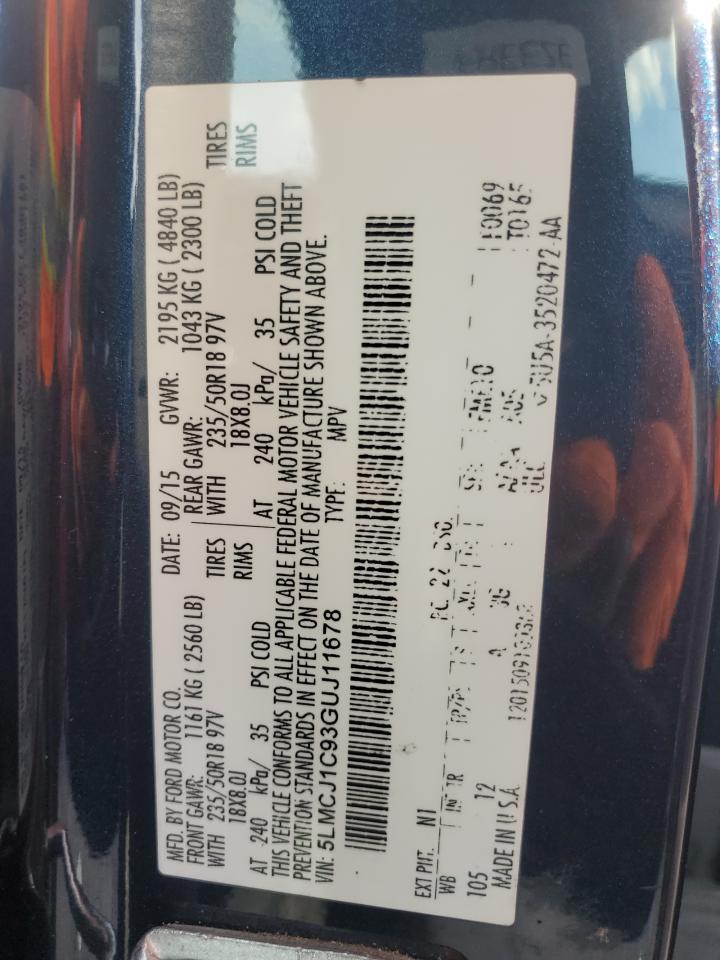 MFD. BY FORD MOTOR CO.
DATE: 09/15 GVWR: 2195 KG ( 4840 LB)
FRONT GAWR: 1161 KG ( 2560 LB)
REAR GAWR: 1043 KG ( 2300 LB)
WITH 235/50R18 97V TIRES
WITH 235/50R18 97V TIRES
18X8.0J RIMS
18X8.0J RIMS
AT 240 kPa/ 35 PSI COLD
AT 240 kPa/ 35 PSI COLD
THIS VEHICLE CONFORMS TO ALL APPLICABLE FEDERAL MOTOR VEHICLE SAFETY AND THEFT
PREVENTION STANDARDS IN EFFECT ON THE DATE OF MANUFACTURE SHOWN ABOVE.
VIN: 5LMCJ1C93GUJ11678
TYPE: MPV
EXT PNT: N1
WB
105 12
MADE IN U.S.A
T0165